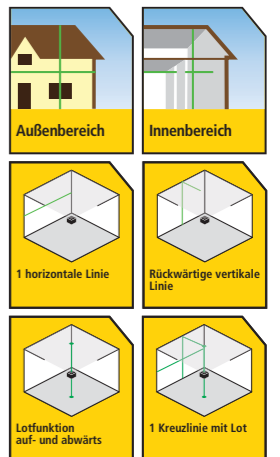 Außenbereich
Innenbereich
1 horizontale Linie
Rückwärtige vertikale
Linie
Lotfunktion
auf- und abwärts
1 Kreuzlinie mit Lot